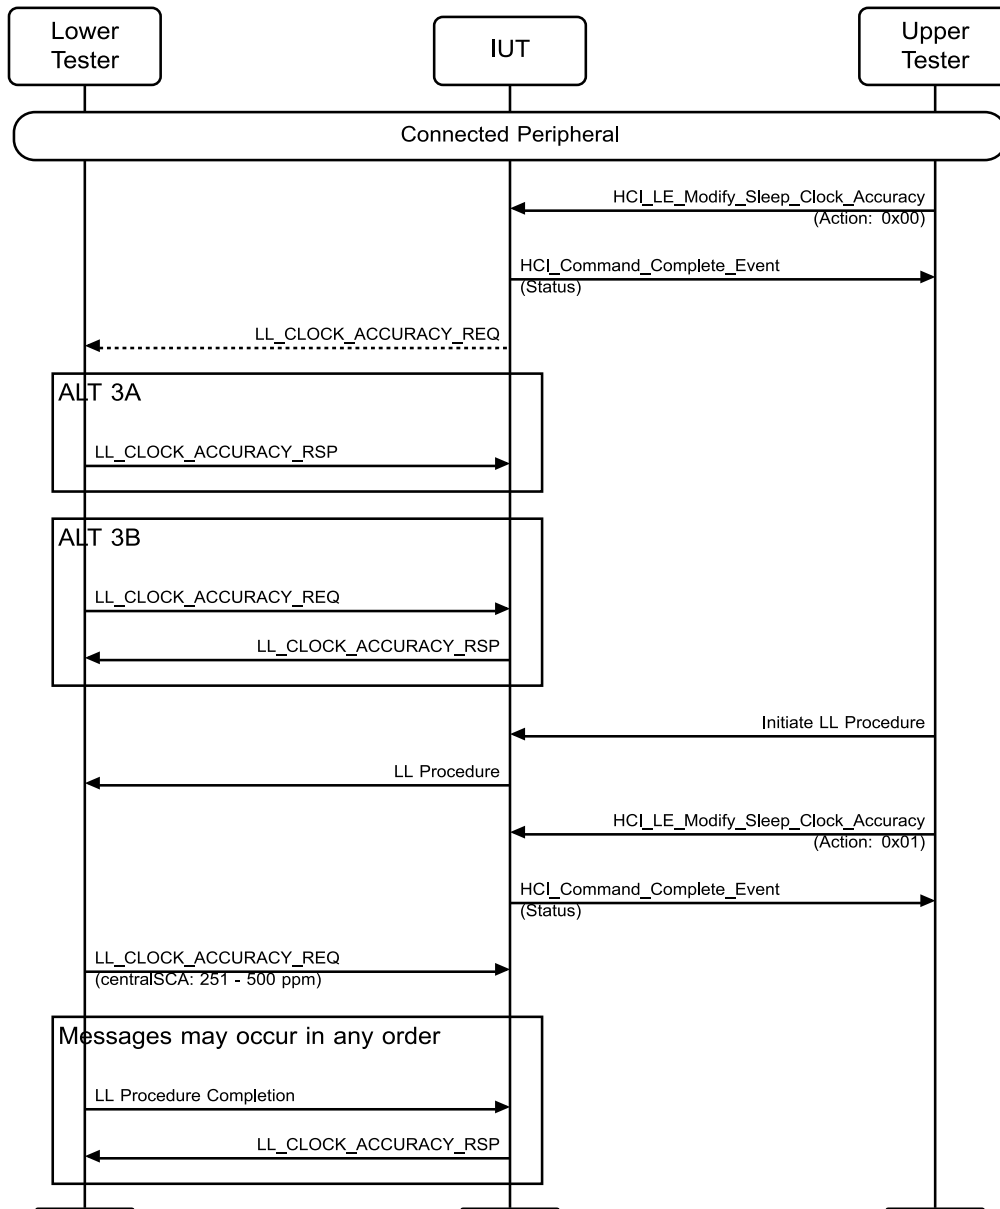 Lower
Tester
IUT
Upper
Tester
Connected Peripheral
HCI_LE_Modify_Sleep_Clock_Accuracy
(Action: 0x00)
HCI_Command_Complete_Event
(Status)
LL_CLOCK_ACCURACY_REQ
ALT 3A
LL_CLOCK_ACCURACY_RSP
ALT 3B
LL_CLOCK_ACCURACY_REQ
LL_CLOCK_ACCURACY_RSP
Initiate LL Procedure
LL Procedure
HCI_LE_Modify_Sleep_Clock_Accuracy
(Action: 0x01)
HCI_Command_Complete_Event
(Status)
LL_CLOCK_ACCURACY_REQ
(centralSCA: 251 - 500 ppm)
Messages may occur in any order
LL Procedure Completion
LL_CLOCK_ACCURACY_RSP